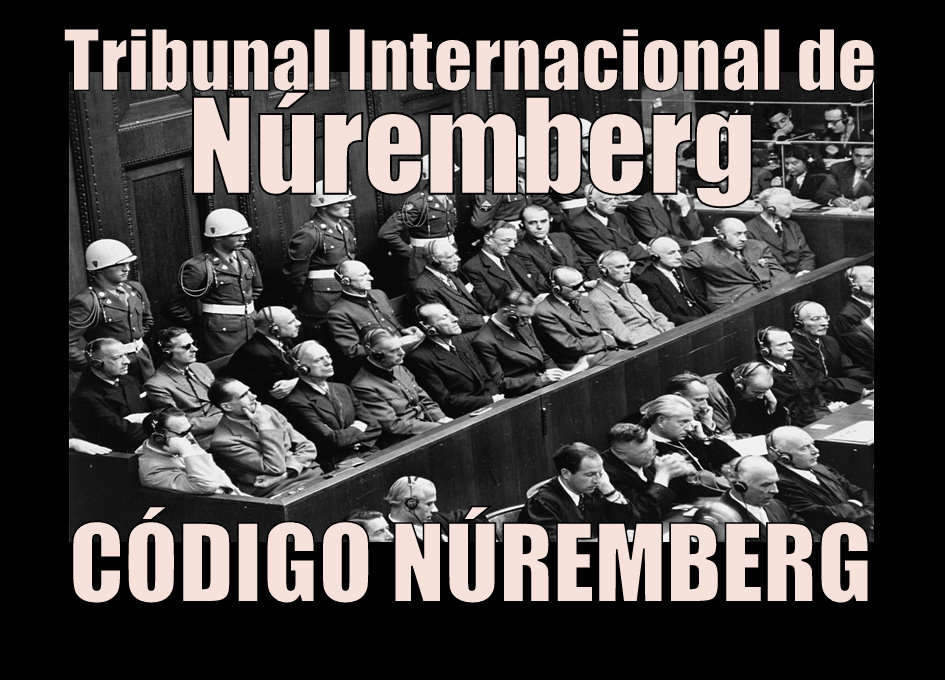 Tribunal Internacional de
Núremberg
CÓDIGO NÚREMBERG